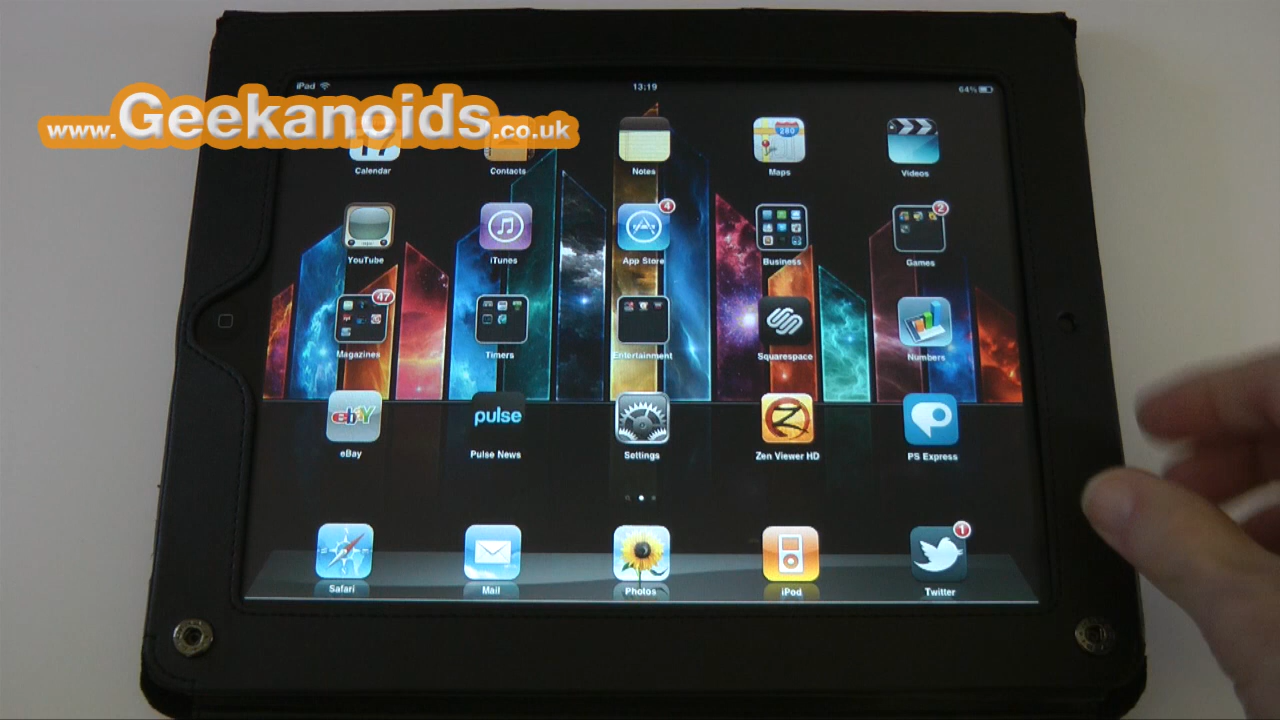 iPad 13:19 64%
www.Geekanoids.co.uk
17
280
Calendar Contacts Notes Maps Videos
4 2
YouTube iTunes App Store Business Games
47
Magazines Timers Entertainment Squarespace Numbers
ebY pulse
eBay Pulse News Settings Zen Viewer HD PS Express
1
Safari Mail Photos iPod Twitter